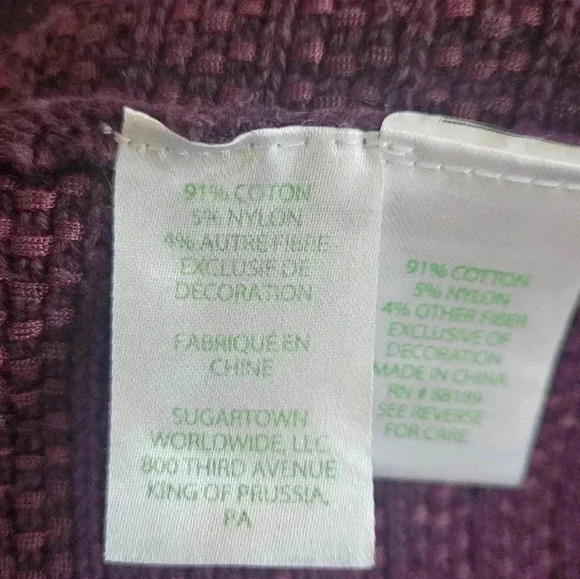 91% COTON
5% NYLON
4% AUTRE FIBRE
EXCLUSIF DE
DECORATION
FABRIQUÉ EN
CHINE
SUGARTOWN
WORLDWIDE, LLC
800 THIRD AVENUE
KING OF PRUSSIA,
PA
91% COTTON
5% NYLON
4% OTHER FIBER
EXCLUSIVE OF
DECORATION
MADE IN CHINA
RN # 88189
SEE REVERSE
FOR CARE